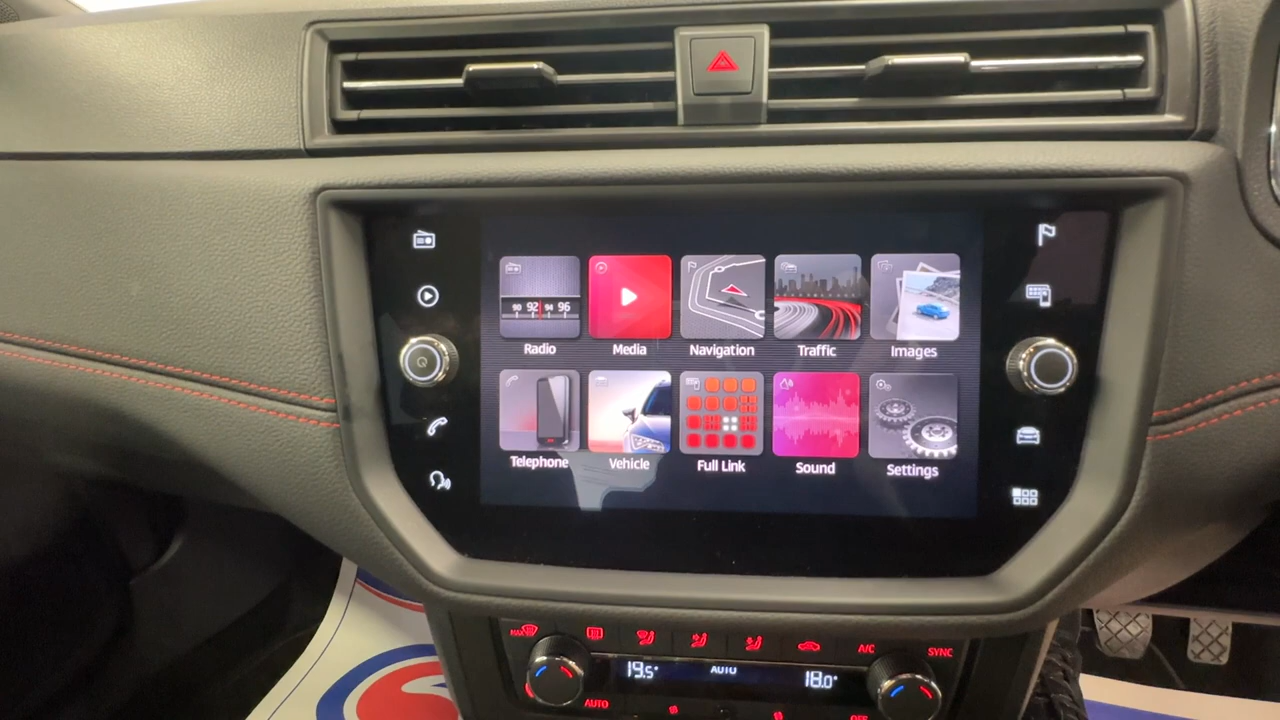 90 92 94 96
Radio
Media
Navigation
Traffic
Images
Telephone
Vehicle
Full Link
Sound
Settings
MAX
A/C
SYNC
19.5°
AUTO
18.0°
AUTO
OFF